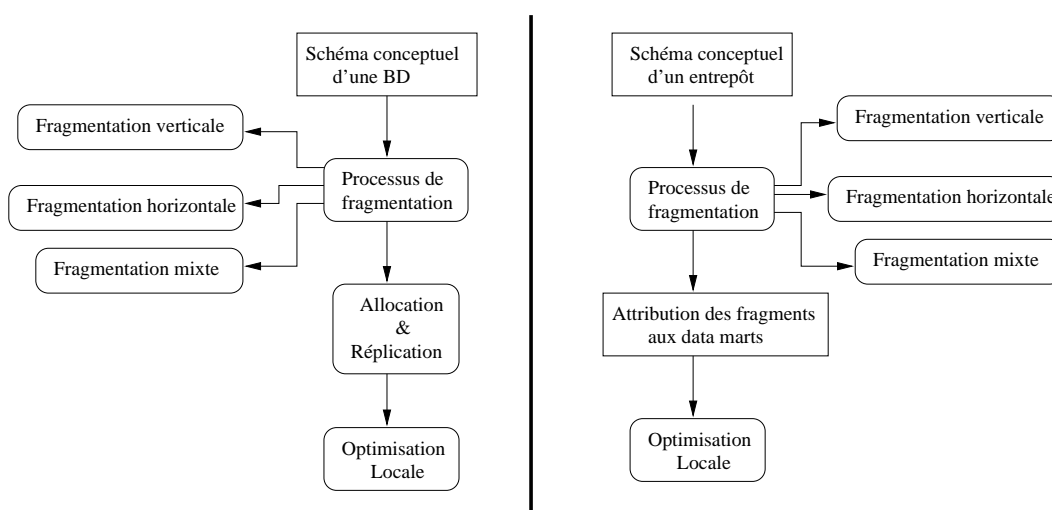 Schéma conceptuel
d'une BD
Fragmentation verticale
Processus de
fragmentation
Fragmentation horizontale
Fragmentation mixte
Allocation
&
Réplication
Optimisation
Locale
Schéma conceptuel
d'un entrepôt
Fragmentation verticale
Processus de
fragmentation
Fragmentation horizontale
Fragmentation mixte
Attribution des fragments
aux data marts
Optimisation
Locale